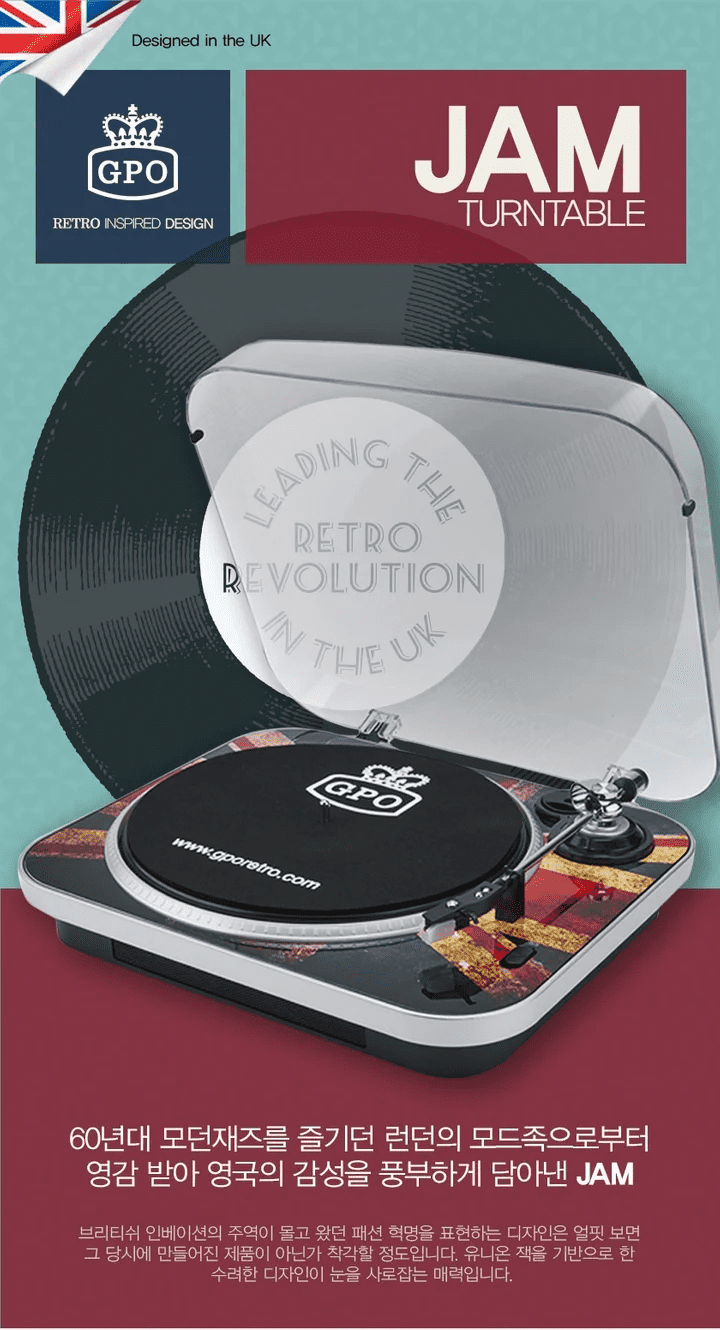 Designed in the UK
GPO
RETRO INSPIRED DESIGN
JAM
TURNTABLE
LEADING THE
RETRO
REVOLUTION
IN THE UK
GPO
www.gporetro.com
60년대 모던재즈를 즐기던 런던의 모드족으로부터
영감 받아 영국의 감성을 풍부하게 담아낸 JAM
브리티쉬 인베이션의 주역이 몰고 왔던 패션 혁명을 표현하는 디자인은 얼핏 보면
그 당시에 만들어진 제품이 아닌가 착각할 정도입니다. 유니온 잭을 기반으로 한
수려한 디자인이 눈을 사로잡는 매력입니다.